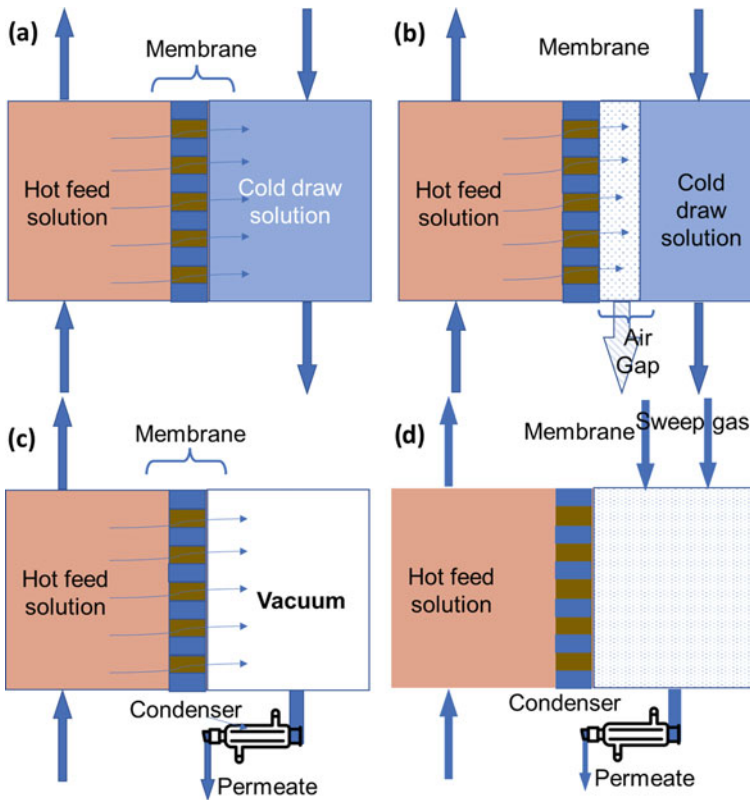 (a)
Membrane
Hot feed
solution
Cold draw
solution
(b)
Membrane
Hot feed
solution
Cold
draw
solution
Air
Gap
(c)
Membrane
Hot feed
solution
Vacuum
Condenser
Permeate
(d)
Membrane
Sweep gas
Hot feed
solution
Condenser
Permeate